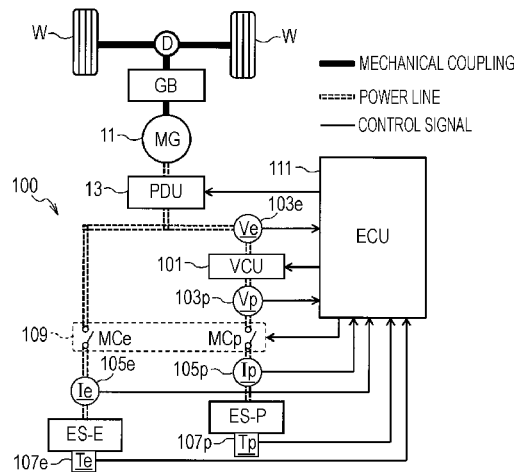 W
D
W
GB
MECHANICAL COUPLING
POWER LINE
CONTROL SIGNAL
11
MG
111
13
PDU
100
103e
Ve
ECU
101
VCU
103p
Vp
109
MCe
MCp
105e
Ie
105p
Ip
ES-E
ES-P
107e
Te
107p
Tp